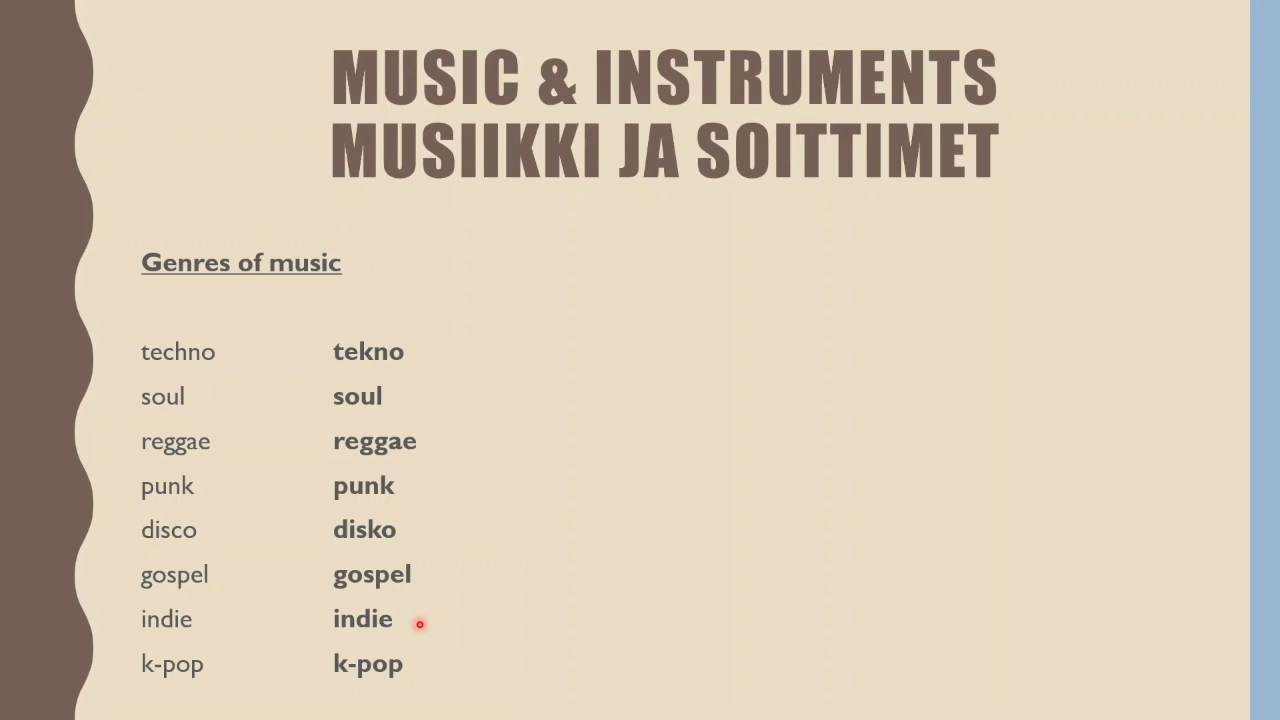 MUSIC & INSTRUMENTS
MUSIIKKI JA SOITTIMET
Genres of music
techno tekno
soul soul
reggae reggae
punk punk
disco disko
gospel gospel
indie indie
k-pop k-pop